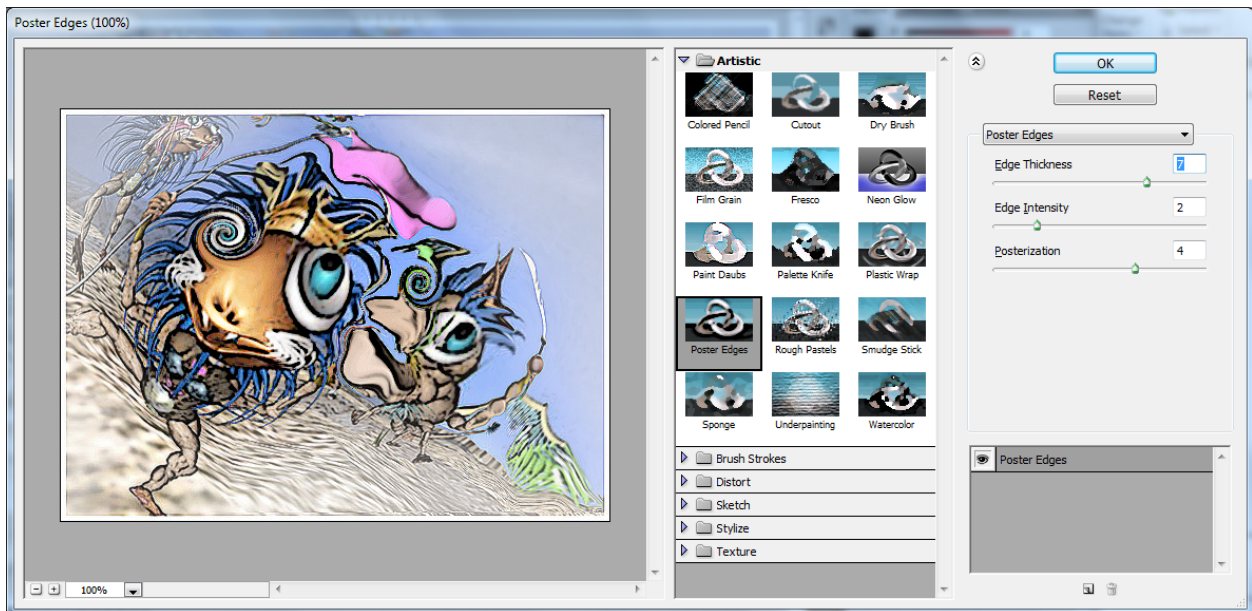 Poster Edges (100%)
Artistic
Colored Pencil
Cutout
Dry Brush
Film Grain
Fresco
Neon Glow
Paint Daubs
Palette Knife
Plastic Wrap
Poster Edges
Rough Pastels
Smudge Stick
Sponge
Underpainting
Watercolor
Brush Strokes
Distort
Sketch
Stylize
Texture
OK
Reset
Poster Edges
Edge Thickness 7
Edge Intensity 2
Posterization 4
Poster Edges
100%